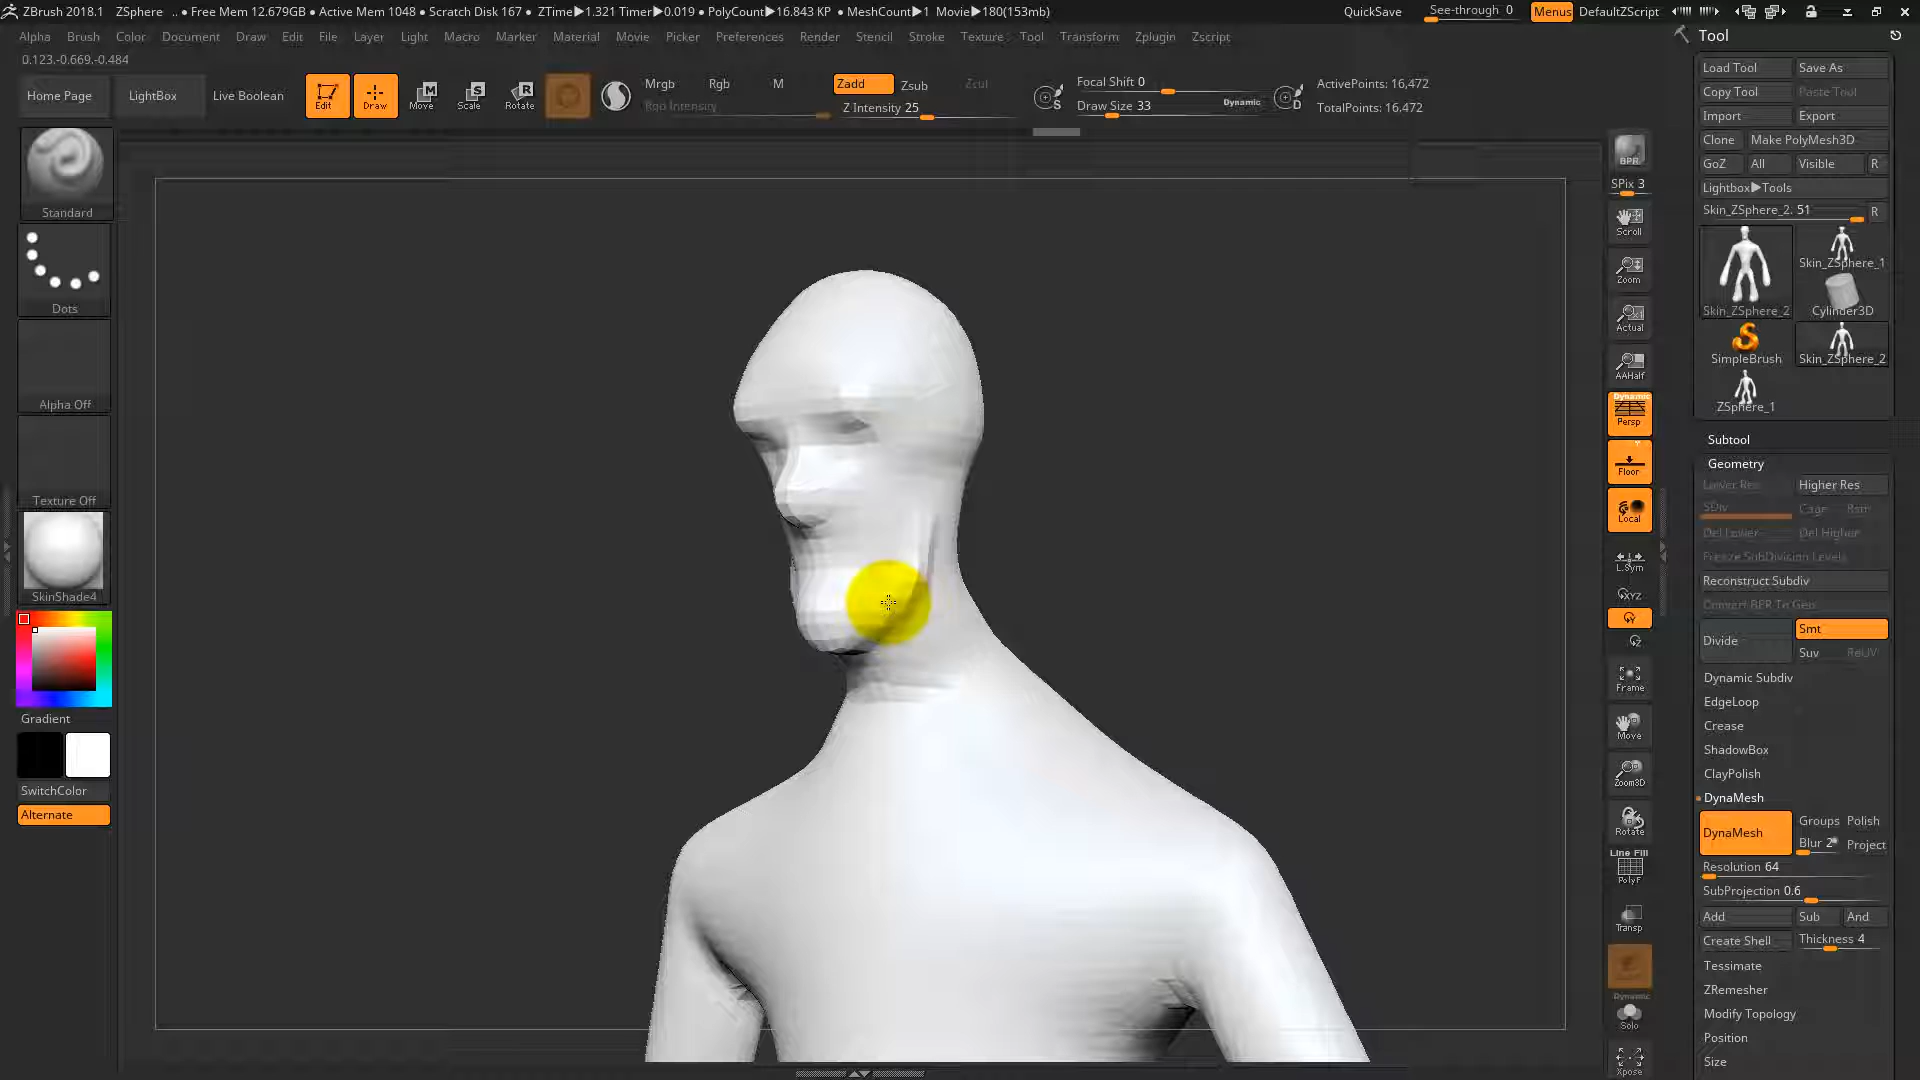 ZBrush 2018.1 ZSphere .. ● Free Mem 12.679GB ● Active Mem 1048 ● Scratch Disk 167 ● ZTime▶1.321 Timer▶0.019 ● PolyCount▶16.843 KP ● MeshCount▶1 Movie▶180(153mb) QuickSave See-through 0 Menus DefaultZScript
Alpha Brush Color Document Draw Edit File Layer Light Macro Marker Material Movie Picker Preferences Render Stencil Stroke Texture Tool Transform Zplugin Zscript
Tool
0.123,-0.669,-0.484
Home Page LightBox Live Boolean
Edit Draw Move Scale Rotate
Mrgb Rgb M
Rgb Intensity
Zadd Zsub Zcut
Z Intensity 25
Focal Shift 0
Draw Size 33 Dynamic
ActivePoints: 16,472
TotalPoints: 16,472
Standard
Dots
Alpha Off
Texture Off
SkinShade4
Gradient
SwitchColor
Alternate
BPR
SPix 3
Scroll
Zoom
Actual
AAHalf
Dynamic
Persp
Floor
Local
L.Sym
XYZ
Y
Z
Frame
Move
Zoom3D
Rotate
Line Fill
PolyF
Transp
Dynamic
Solo
Xpose
Load Tool Save As
Copy Tool Paste Tool
Import Export
Clone Make PolyMesh3D
GoZ All Visible R
Lightbox▶Tools
Skin_ZSphere_2. 51 R
Skin_ZSphere_1
Skin_ZSphere_2 Cylinder3D
SimpleBrush Skin_ZSphere_2
ZSphere_1
Subtool
Geometry
Lower Res Higher Res
SDiv Cage Rstr
Del Lower Del Higher
Freeze SubDivision Levels
Reconstruct Subdiv
Convert BPR To Geo
Divide Smt
Suv ReUV
Dynamic Subdiv
EdgeLoop
Crease
ShadowBox
ClayPolish
DynaMesh
DynaMesh Groups Polish
Blur 2 Project
Resolution 64
SubProjection 0.6
Add Sub And
Create Shell Thickness 4
Tessimate
ZRemesher
Modify Topology
Position
Size